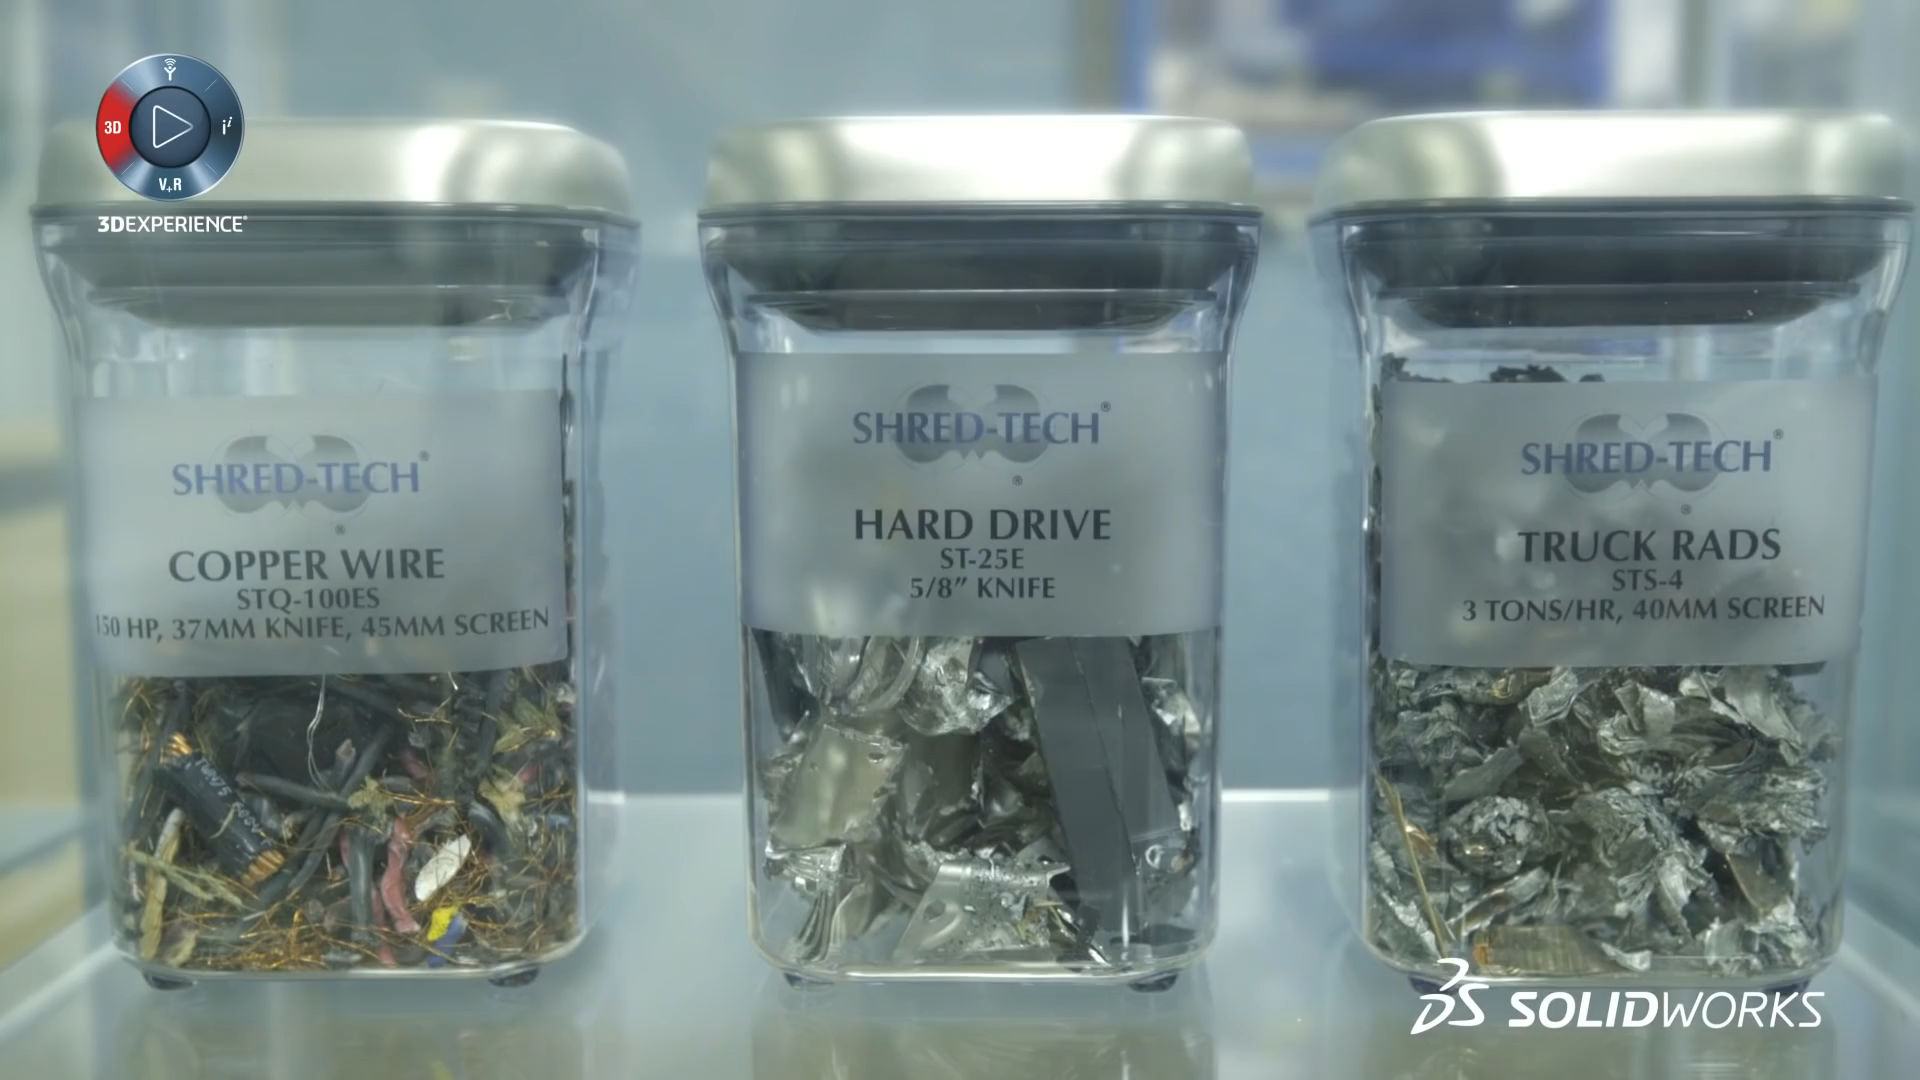 3D
i²
V+R
3DEXPERIENCE®
SHRED-TECH®
®
COPPER WIRE
STQ-100ES
150 HP, 37MM KNIFE, 45MM SCREEN
SHRED-TECH®
®
HARD DRIVE
ST-25E
5/8" KNIFE
SHRED-TECH®
®
TRUCK RADS
STS-4
3 TONS/HR, 40MM SCREEN
SOLIDWORKS